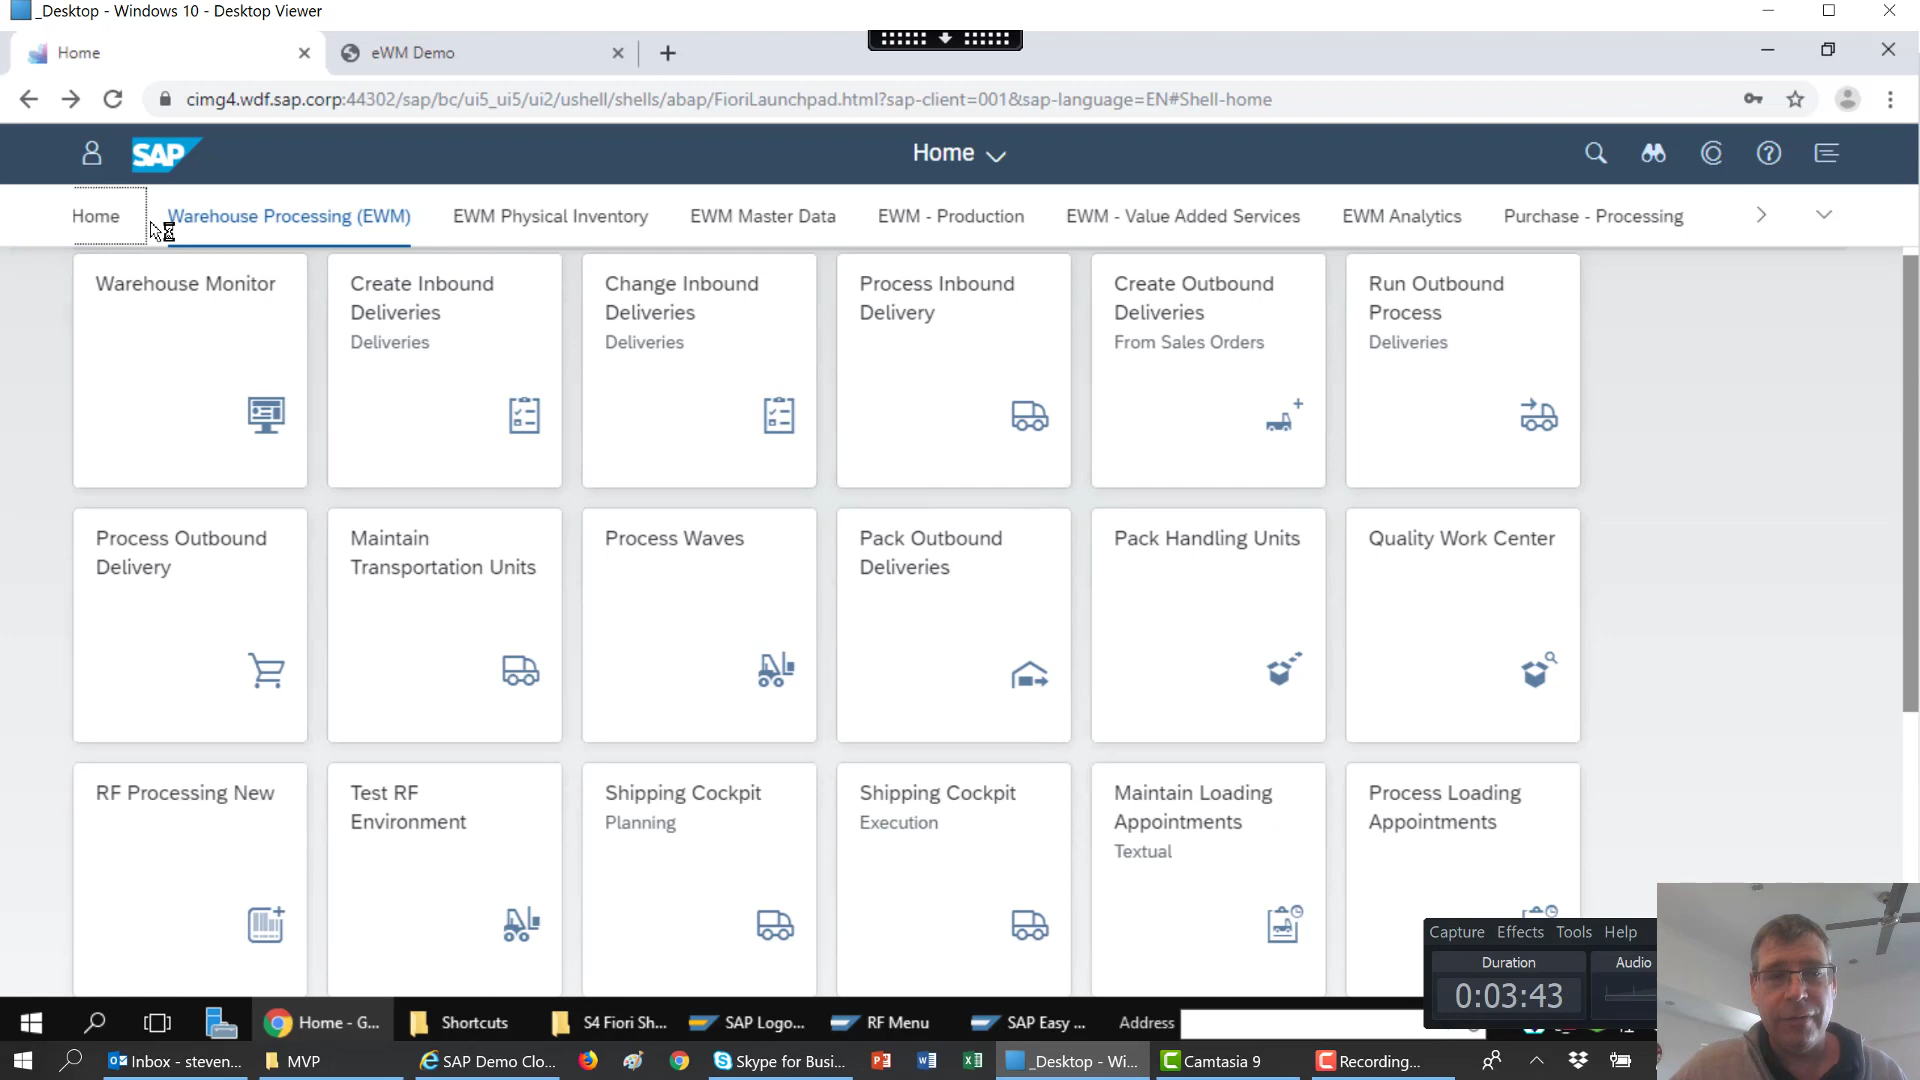 _Desktop - Windows 10 - Desktop Viewer
Home
eWM Demo
cimg4.wdf.sap.corp:44302/sap/bc/ui5_ui5/ui2/ushell/shells/abap/FioriLaunchpad.html?sap-client=001&sap-language=EN#Shell-home
SAP
Home
Home
Warehouse Processing (EWM)
EWM Physical Inventory
EWM Master Data
EWM - Production
EWM - Value Added Services
EWM Analytics
Purchase - Processing
Warehouse Monitor
Create Inbound
Deliveries
Deliveries
Change Inbound
Deliveries
Deliveries
Process Inbound
Delivery
Create Outbound
Deliveries
From Sales Orders
Run Outbound
Process
Deliveries
Process Outbound
Delivery
Maintain
Transportation Units
Process Waves
Pack Outbound
Deliveries
Pack Handling Units
Quality Work Center
RF Processing New
Test RF
Environment
Shipping Cockpit
Planning
Shipping Cockpit
Execution
Maintain Loading
Appointments
Textual
Process Loading
Appointments
Capture Effects Tools Help
Duration
Audio
0:03:43
Home - G...
Shortcuts
S4 Fiori Sh...
SAP Logo...
RF Menu
SAP Easy ...
Address
Inbox - steven...
MVP
SAP Demo Clo...
Skype for Busi...
_Desktop - Wi...
Camtasia 9
Recording...